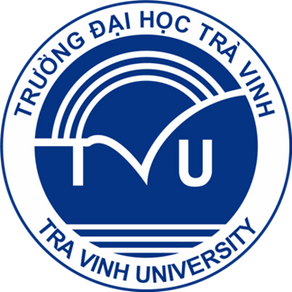 TRƯỜNG ĐẠI HỌC TRÀ VINH
TVU
TRA VINH UNIVERSITY